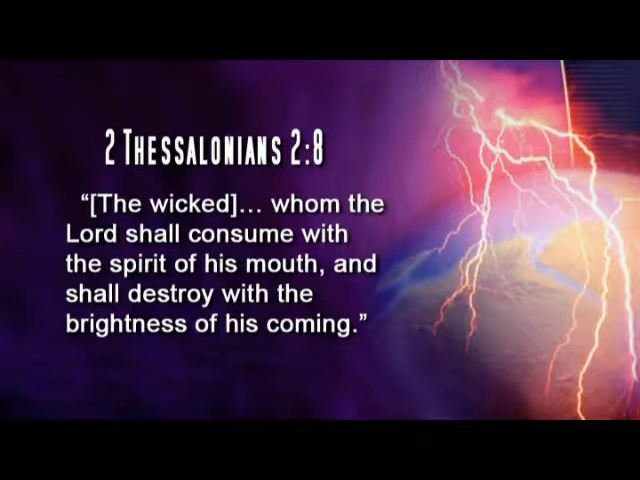 2 Thessalonians 2:8
“[The wicked]... whom the
Lord shall consume with
the spirit of his mouth, and
shall destroy with the
brightness of his coming.”